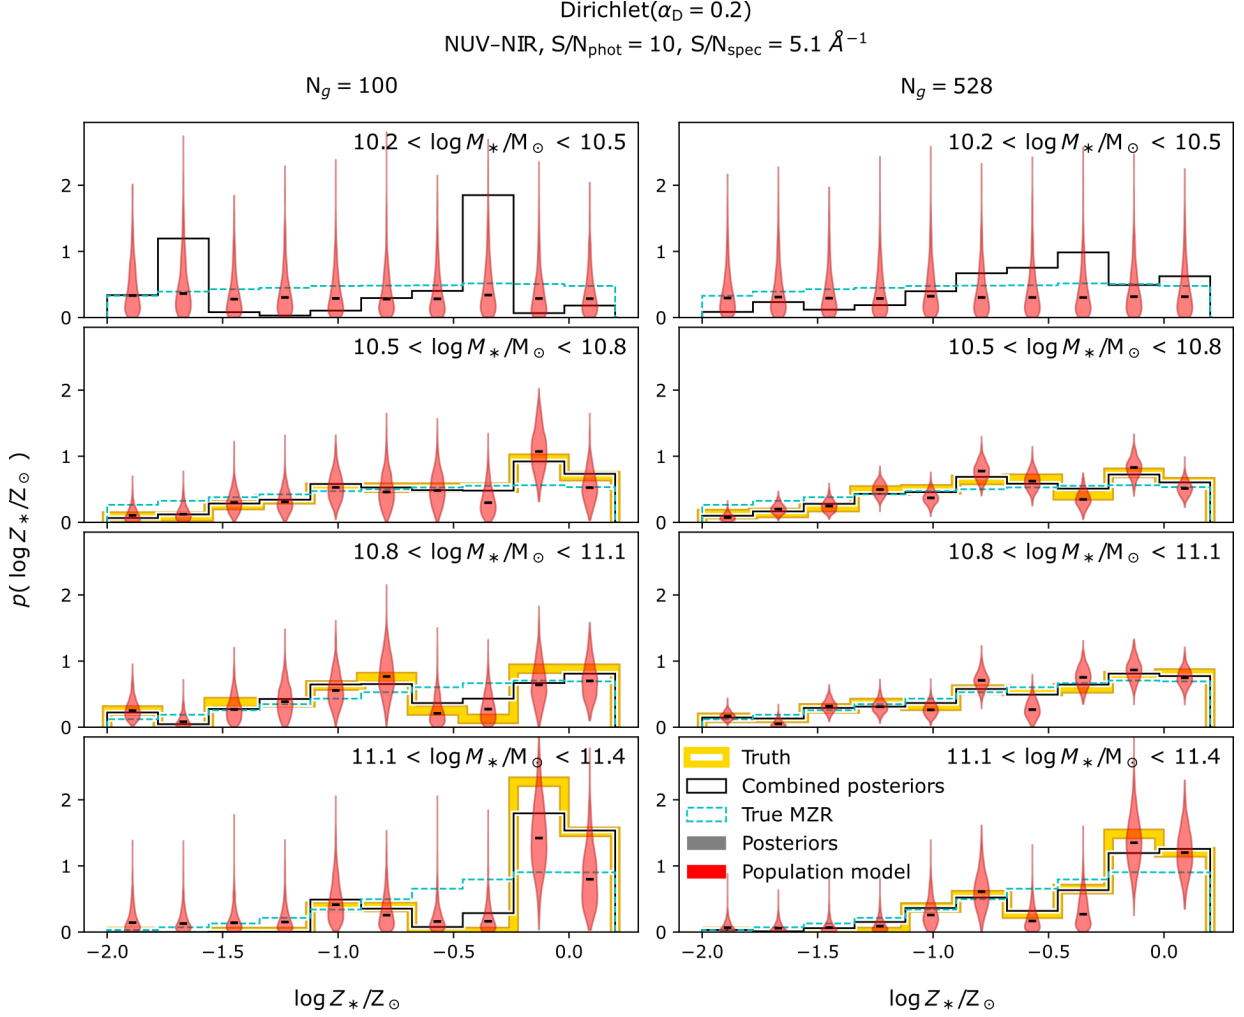 Dirichlet(α_D = 0.2)
NUV–NIR, S/N_phot = 10, S/N_spec = 5.1 Å⁻¹
N_g = 100
N_g = 528
10.2 < log M_*/M_⊙ < 10.5
10.2 < log M_*/M_⊙ < 10.5
2
1
0
2
1
0
10.5 < log M_*/M_⊙ < 10.8
10.5 < log M_*/M_⊙ < 10.8
2
1
0
2
1
0
p( log Z_*/Z_⊙)
10.8 < log M_*/M_⊙ < 11.1
10.8 < log M_*/M_⊙ < 11.1
2
1
0
2
1
0
11.1 < log M_*/M_⊙ < 11.4
11.1 < log M_*/M_⊙ < 11.4
2
1
0
2
1
0
Truth
Combined posteriors
True MZR
Posteriors
Population model
−2.0 −1.5 −1.0 −0.5 0.0
−2.0 −1.5 −1.0 −0.5 0.0
log Z_*/Z_⊙
log Z_*/Z_⊙